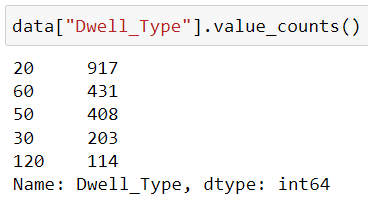 data["Dwell_Type"].value_counts()
20 917
60 431
50 408
30 203
120 114
Name: Dwell_Type, dtype: int64